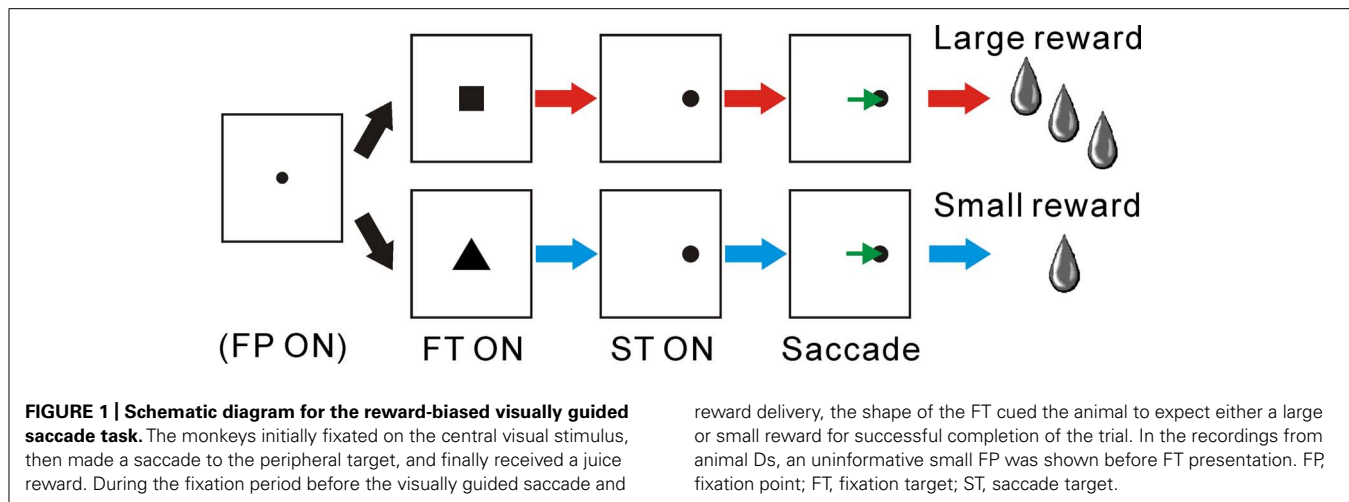 Large reward
Small reward
(FP ON)
FT ON
ST ON
Saccade
FIGURE 1 | Schematic diagram for the reward-biased visually guided
saccade task. The monkeys initially fixated on the central visual stimulus,
then made a saccade to the peripheral target, and finally received a juice
reward. During the fixation period before the visually guided saccade and
reward delivery, the shape of the FT cued the animal to expect either a large
or small reward for successful completion of the trial. In the recordings from
animal Ds, an uninformative small FP was shown before FT presentation. FP,
fixation point; FT, fixation target; ST, saccade target.